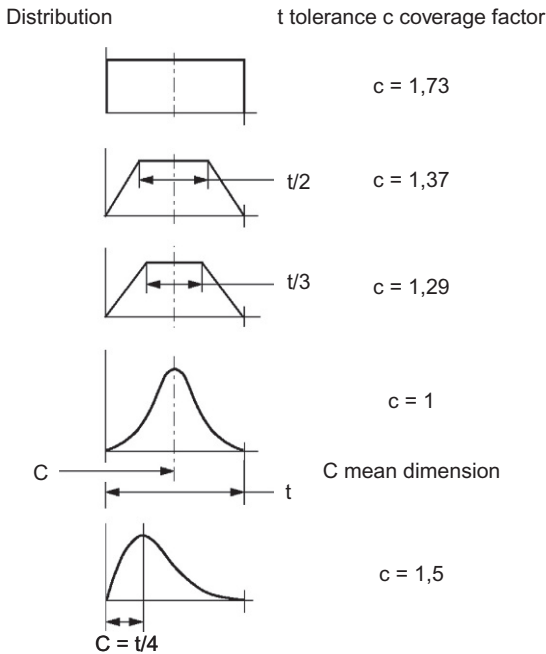 Distribution t tolerance c coverage factor
c = 1,73
t/2 c = 1,37
t/3 c = 1,29
c = 1
C C mean dimension
t
c = 1,5
C = t/4